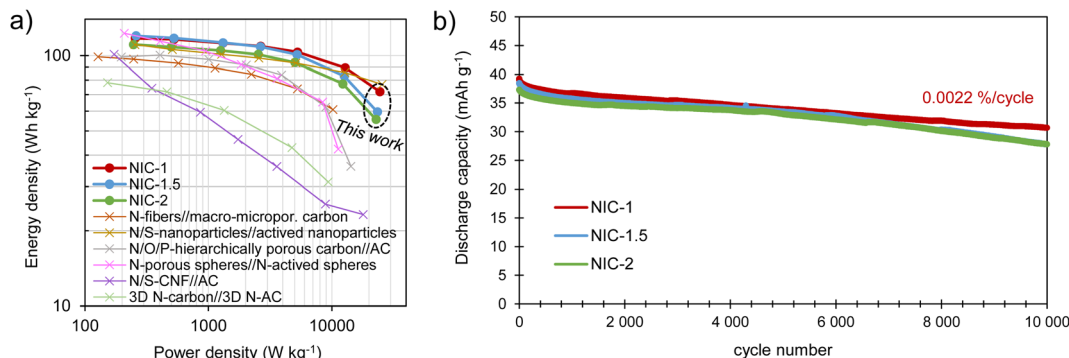 a)
Energy density (Wh kg⁻¹)
100
10
100
1000
10000
Power density (W kg⁻¹)
This work
NIC-1
NIC-1.5
NIC-2
N-fibers//macro-micropor. carbon
N/S-nanoparticles//actived nanoparticles
N/O/P-hierarchically porous carbon//AC
N-porous spheres//N-actived spheres
N/S-CNF//AC
3D N-carbon//3D N-AC
b)
Discharge capacity (mAh g⁻¹)
50
45
40
35
30
25
20
15
10
5
0
0.0022 %/cycle
NIC-1
NIC-1.5
NIC-2
0
2 000
4 000
6 000
8 000
10 000
cycle number